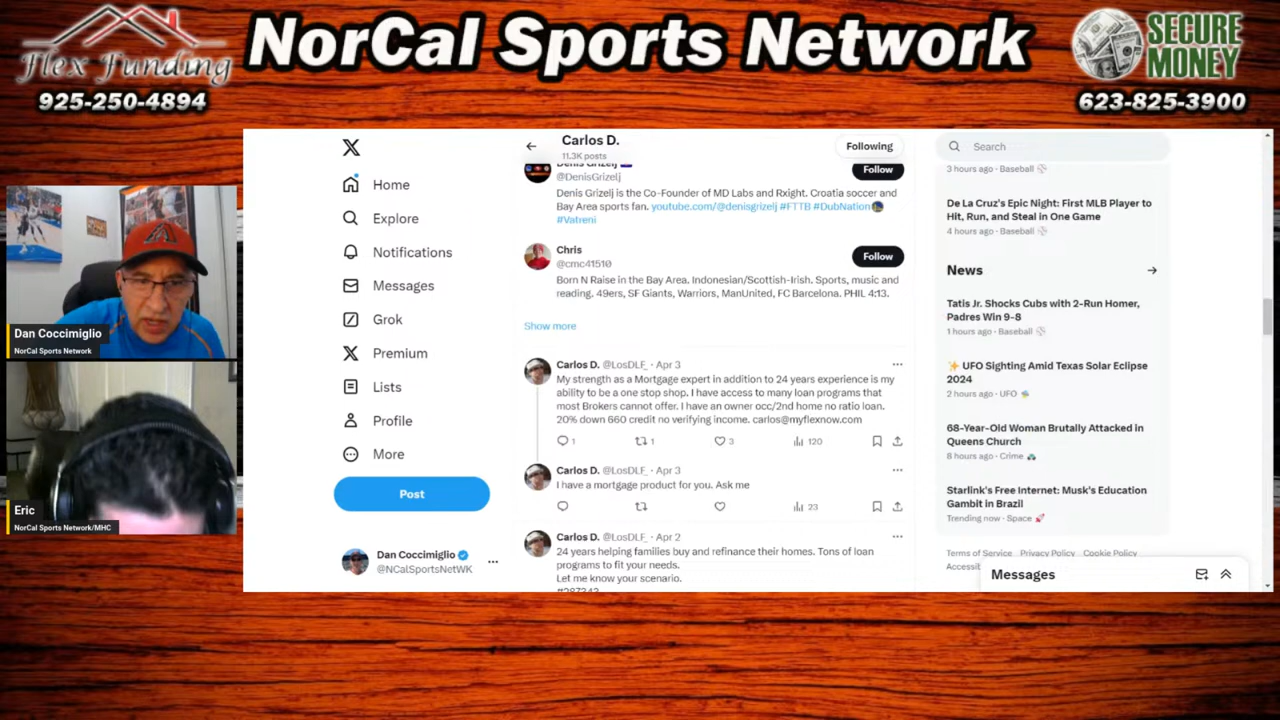 Flex Funding
925-250-4894
NorCal Sports Network
SECURE
MONEY
623-825-3900
Dan Coccimiglio
NorCal Sports Network
Eric
NorCal Sports Network/MHC
Home
Explore
Notifications
Messages
Grok
Premium
Lists
Profile
More
Post
Dan Coccimiglio
@NCalSportsNetWK
Carlos D.
11.3K posts
Following
Denis Grizelj
@DenisGrizelj
Follow
Denis Grizelj is the Co-Founder of MD Labs and Rxight. Croatia soccer and
Bay Area sports fan. youtube.com/@denisgrizelj #FTTB #DubNation
#Vatreni
Chris
@cmc41510
Follow
Born N Raise in the Bay Area. Indonesian/Scottish-Irish. Sports, music and
reading. 49ers, SF Giants, Warriors, ManUnited, FC Barcelona. PHIL 4:13.
Show more
Carlos D. @LosDLF_ · Apr 3
My strength as a Mortgage expert in addition to 24 years experience is my
ability to be a one stop shop. I have access to many loan programs that
most Brokers cannot offer. I have an owner occ/2nd home no ratio loan.
20% down 660 credit no verifying income. carlos@myflexnow.com
1 1 3 120
Carlos D. @LosDLF_ · Apr 3
I have a mortgage product for you. Ask me
23
Carlos D. @LosDLF_ · Apr 2
24 years helping families buy and refinance their homes. Tons of loan
programs to fit your needs.
Let me know your scenario.
#287343
Search
3 hours ago · Baseball
De La Cruz's Epic Night: First MLB Player to
Hit, Run, and Steal in One Game
4 hours ago · Baseball
News
Tatis Jr. Shocks Cubs with 2-Run Homer,
Padres Win 9-8
1 hours ago · Baseball
UFO Sighting Amid Texas Solar Eclipse
2024
2 hours ago · UFO
68-Year-Old Woman Brutally Attacked in
Queens Church
8 hours ago · Crime
Starlink's Free Internet: Musk's Education
Gambit in Brazil
Trending now · Space
Terms of Service Privacy Policy Cookie Policy
Messages